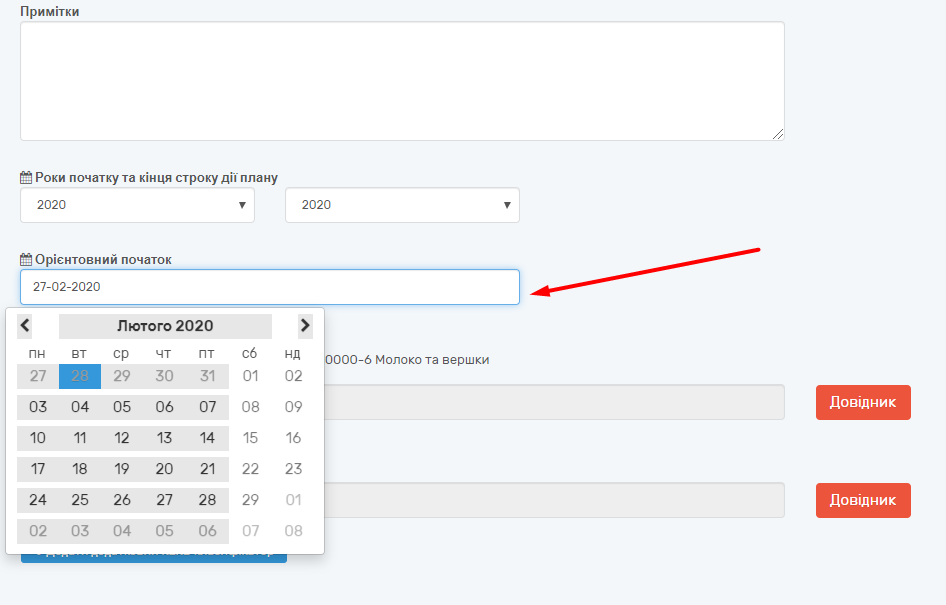 Примітки
Роки початку та кінця строку дії плану
2020 2020
Орієнтовний початок
27-02-2020
Лютого 2020
пн вт ср чт пт сб нд
27 28 29 30 31 01 02
03 04 05 06 07 08 09
10 11 12 13 14 15 16
17 18 19 20 21 22 23
24 25 26 27 28 29 01
02 03 04 05 06 07 08
0000-6 Молоко та вершки
Довідник
Довідник